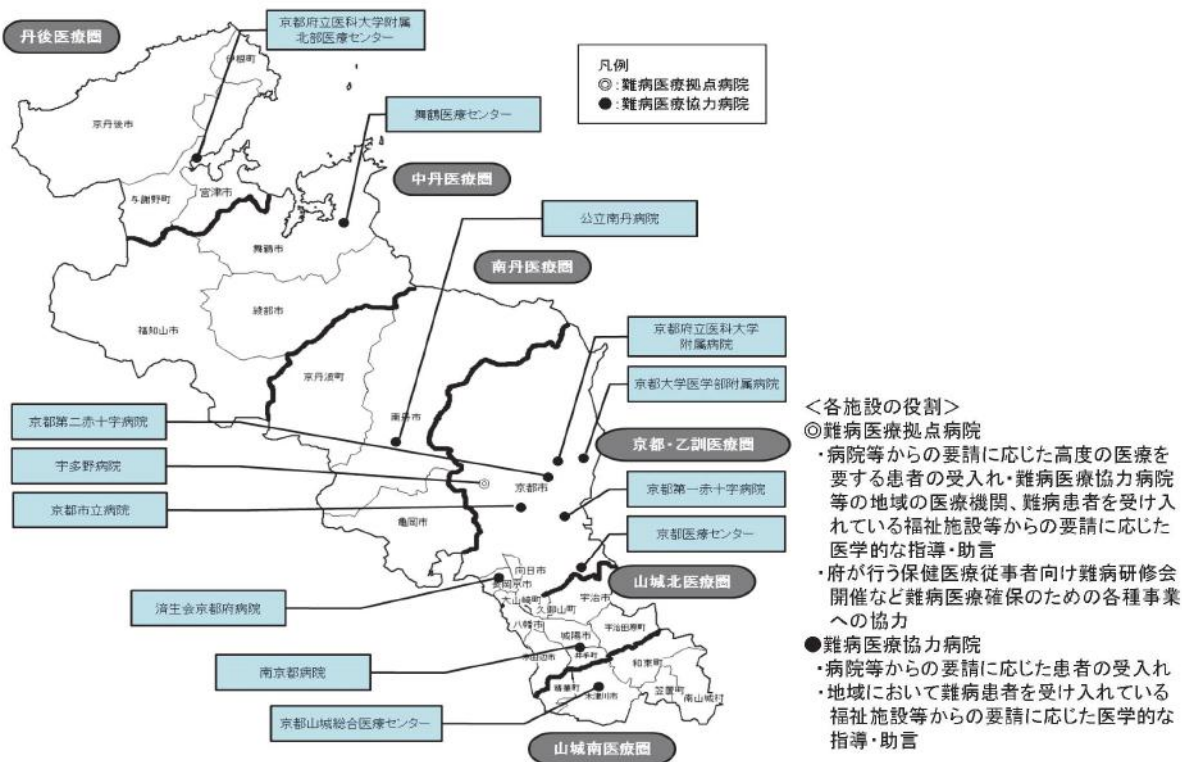 丹後医療圏
京都府立医科大学附属
北部医療センター
伊根町
凡例
◎:難病医療拠点病院
●:難病医療協力病院
京丹後市
舞鶴医療センター
与謝野町
宮津市
中丹医療圏
公立南丹病院
舞鶴市
南丹医療圏
綾部市
福知山市
京都府立医科大学
附属病院
京丹波町
京都大学医学部附属病院
京都第二赤十字病院
南丹市
京都・乙訓医療圏
宇多野病院
京都市
京都第一赤十字病院
京都市立病院
亀岡市
京都医療センター
向日市
長岡京市
山城北医療圏
大山崎町
宇治市
済生会京都府病院
久御山町
八幡市
宇治田原町
城陽市
京田辺市
井手町
南京都病院
和束町
精華町
木津川市
笠置町
南山城村
京都山城総合医療センター
山城南医療圏
<各施設の役割>
◎難病医療拠点病院
・病院等からの要請に応じた高度の医療を
要する患者の受入れ・難病医療協力病院
等の地域の医療機関、難病患者を受け入
れている福祉施設等からの要請に応じた
医学的な指導・助言
・府が行う保健医療従事者向け難病研修会
開催など難病医療確保のための各種事業
への協力
●難病医療協力病院
・病院等からの要請に応じた患者の受入れ
・地域において難病患者を受け入れている
福祉施設等からの要請に応じた医学的な
指導・助言